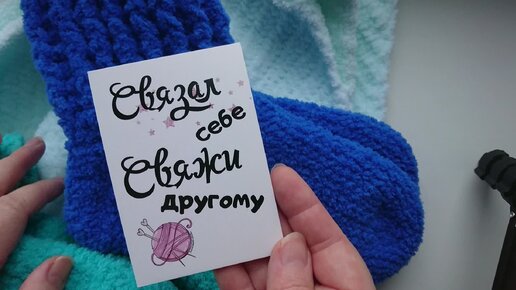 Связал
себе
Свяжи
другому